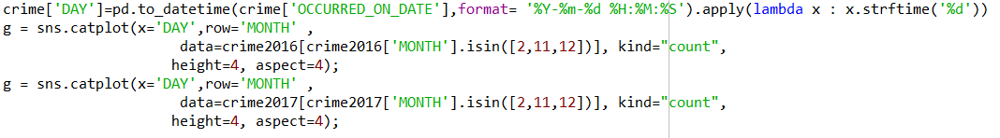 crime['DAY']=pd.to_datetime(crime['OCCURRED_ON_DATE'],format= '%Y-%m-%d %H:%M:%S').apply(lambda x : x.strftime('%d'))
g = sns.catplot(x='DAY',row='MONTH' ,
data=crime2016[crime2016['MONTH'].isin([2,11,12])], kind="count",
height=4, aspect=4);
g = sns.catplot(x='DAY',row='MONTH' ,
data=crime2017[crime2017['MONTH'].isin([2,11,12])], kind="count",
height=4, aspect=4);